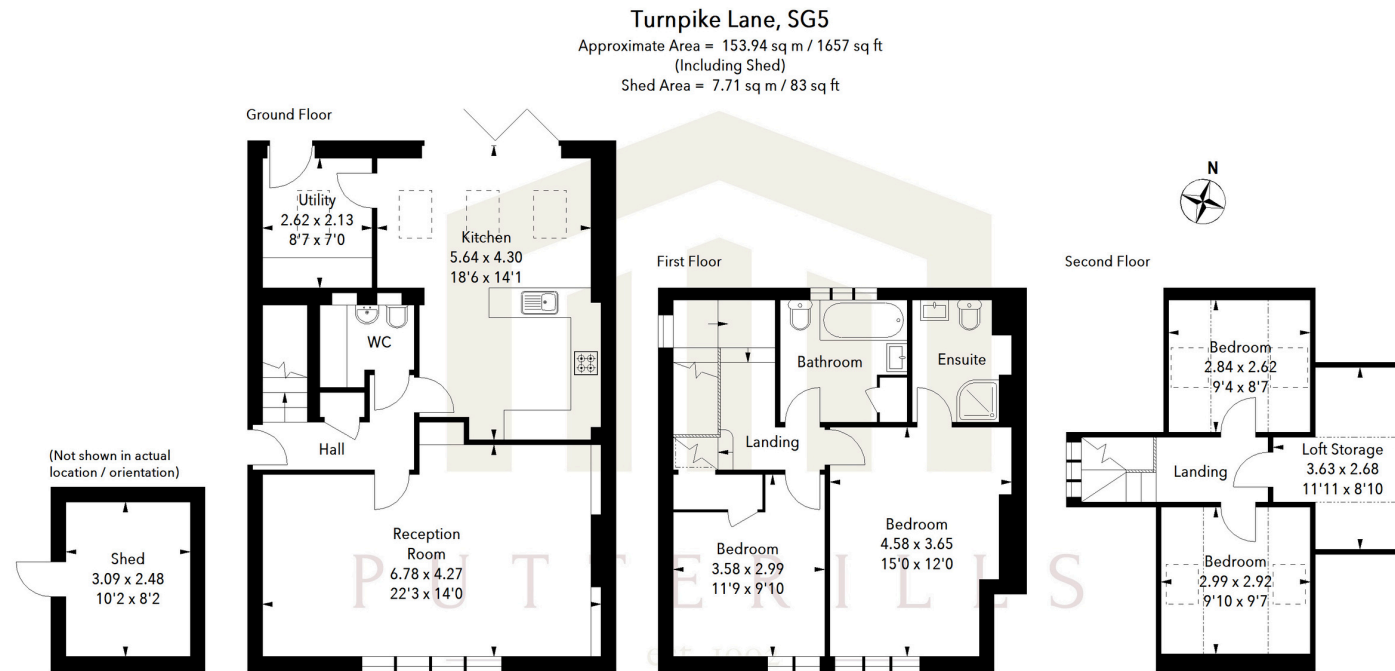 Turnpike Lane, SG5
Approximate Area = 153.94 sq m / 1657 sq ft
(Including Shed)
Shed Area = 7.71 sq m / 83 sq ft
Ground Floor
Utility
2.62 x 2.13
8'7 x 7'0
Kitchen
5.64 x 4.30
18'6 x 14'1
WC
Hall
Reception
Room
6.78 x 4.27
22'3 x 14'0
(Not shown in actual
location / orientation)
Shed
3.09 x 2.48
10'2 x 8'2
First Floor
Bathroom
Ensuite
Landing
Bedroom
3.58 x 2.99
11'9 x 9'10
Bedroom
4.58 x 3.65
15'0 x 12'0
N
Second Floor
Bedroom
2.84 x 2.62
9'4 x 8'7
Landing
Loft Storage
3.63 x 2.68
11'11 x 8'10
Bedroom
2.99 x 2.92
9'10 x 9'7
PUTTERILLS